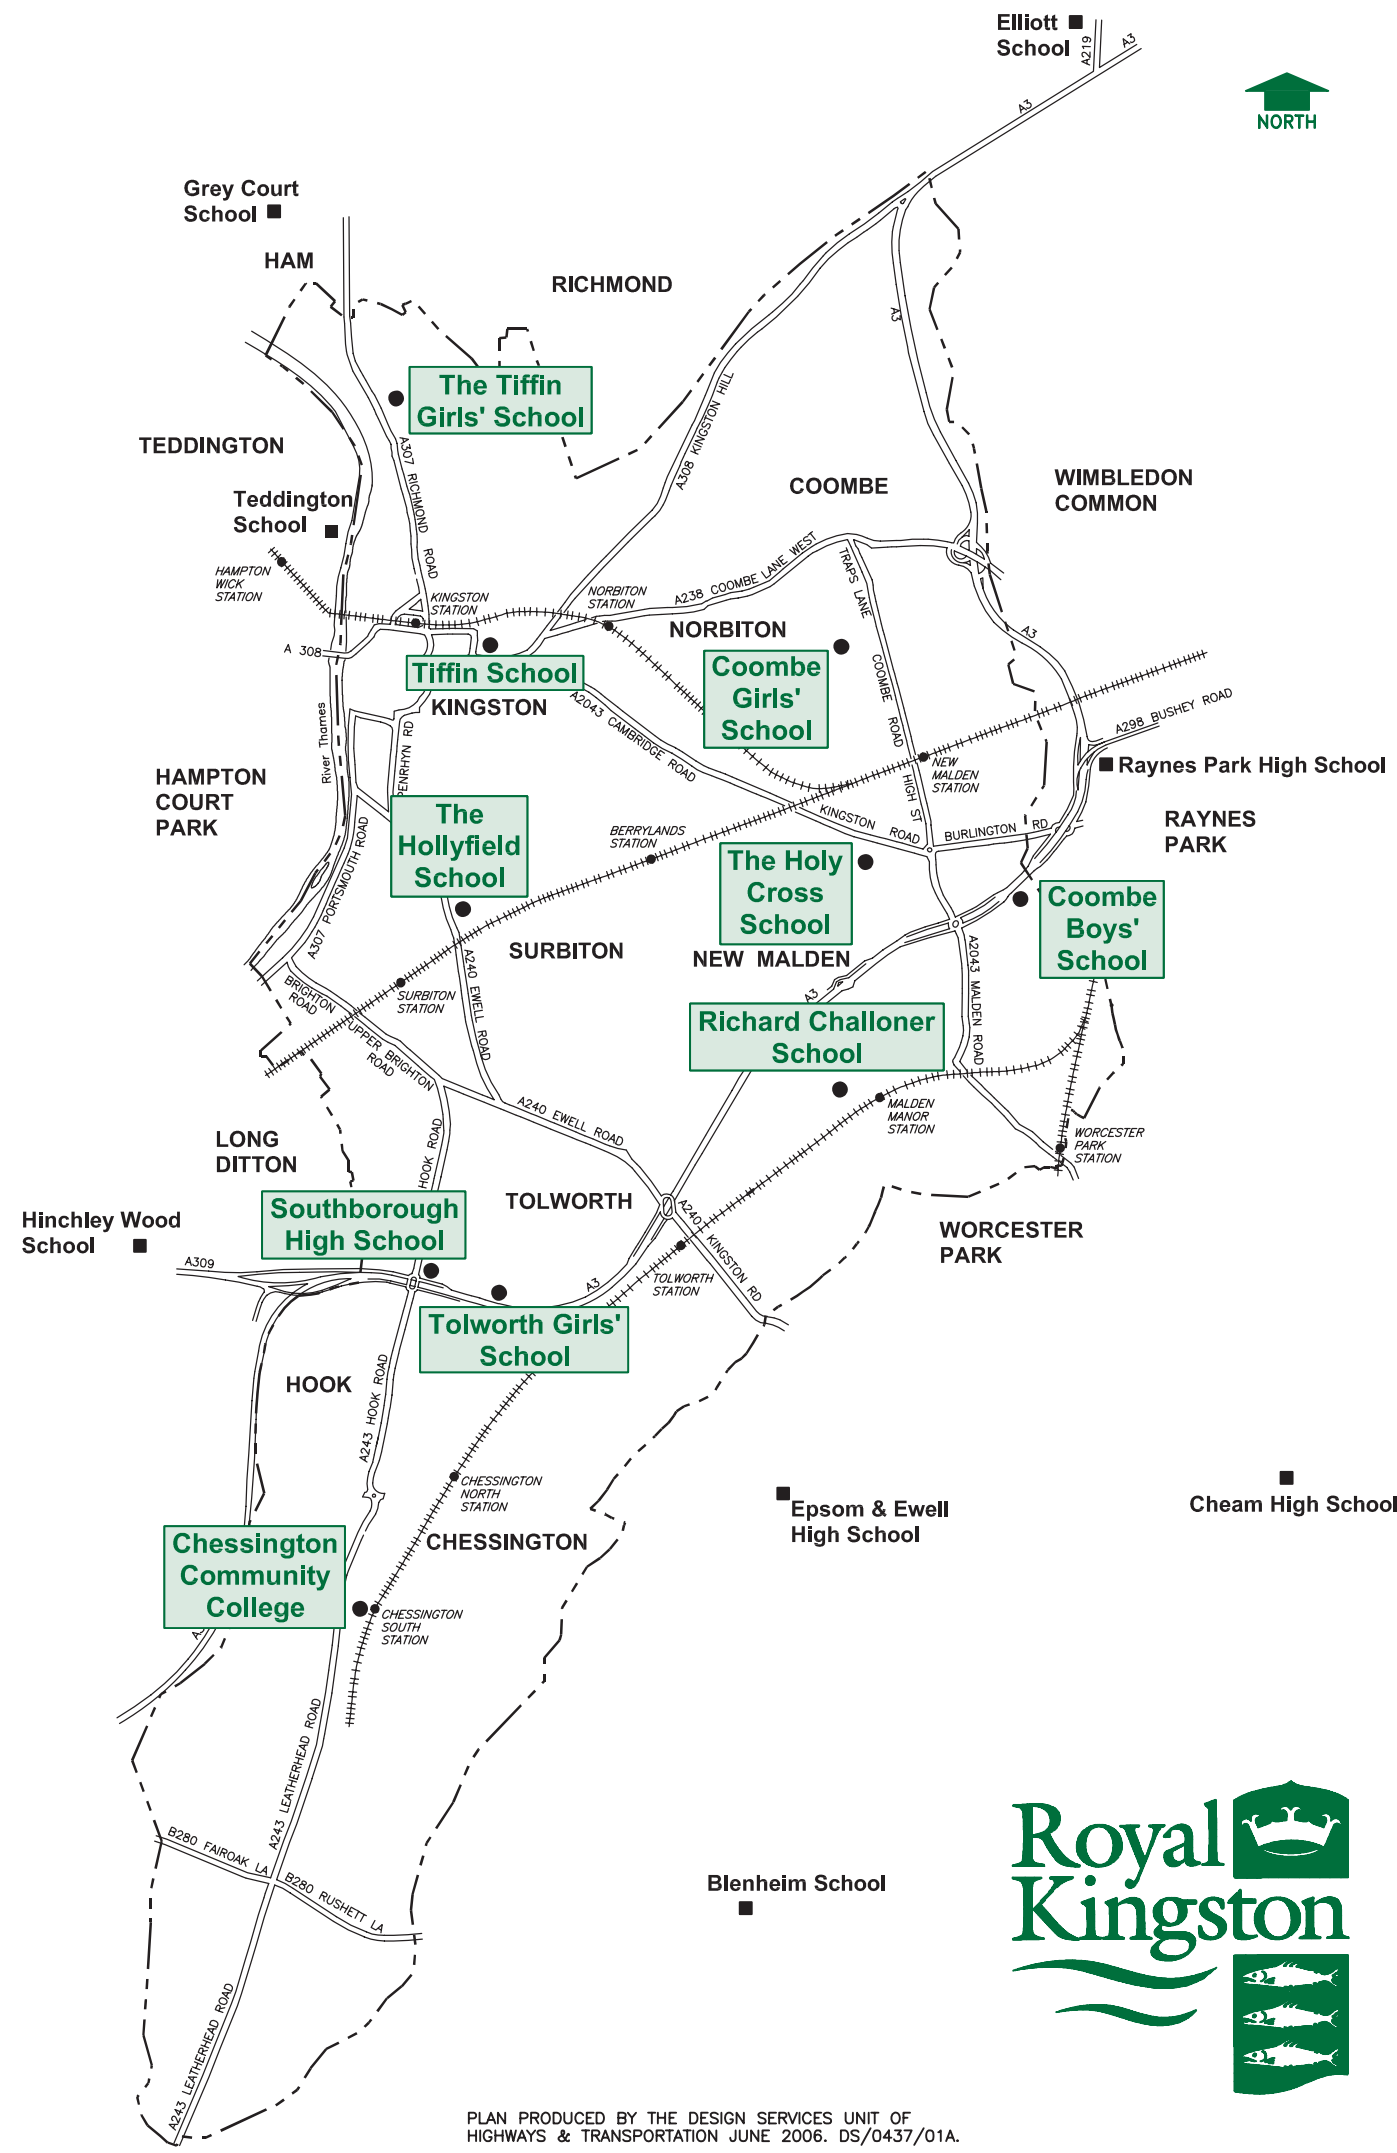 Elliott
School
A219
A3
A3
NORTH
Grey Court
School
HAM
RICHMOND
A3
The Tiffin
Girls' School
A308 KINGSTON HILL
TEDDINGTON
A307 RICHMOND ROAD
COOMBE
WIMBLEDON
COMMON
Teddington
School
HAMPTON
WICK
STATION
KINGSTON
STATION
NORBITON
STATION
A238 COOMBE LANE WEST
TRAPS LANE
NORBITON
A3
A 308
Tiffin School
KINGSTON
Coombe
Girls'
School
COOMBE ROAD
A2043 CAMBRIDGE ROAD
A298 BUSHEY ROAD
River Thames
PENRHYN RD
NEW
MALDEN
STATION
Raynes Park High School
HAMPTON
COURT
PARK
HIGH ST
The
Hollyfield
School
BERRYLANDS
STATION
KINGSTON ROAD
BURLINGTON RD
RAYNES
PARK
A307 PORTSMOUTH ROAD
The Holy
Cross
School
Coombe
Boys'
School
SURBITON
NEW MALDEN
A240 EWELL ROAD
A2043 MALDEN ROAD
BRIGHTON
ROAD
SURBITON
STATION
A3
UPPER BRIGHTON
ROAD
Richard Challoner
School
A240 EWELL ROAD
MALDEN
MANOR
STATION
LONG
DITTON
HOOK ROAD
WORCESTER
PARK
STATION
Southborough
High School
TOLWORTH
Hinchley Wood
School
WORCESTER
PARK
A240 KINGSTON RD
A309
TOLWORTH
STATION
A3
Tolworth Girls'
School
HOOK
A243 HOOK ROAD
CHESSINGTON
NORTH
STATION
Epsom & Ewell
High School
Cheam High School
Chessington
Community
College
CHESSINGTON
CHESSINGTON
SOUTH
STATION
A243 LEATHERHEAD ROAD
B280 FAIROAK LA
B280 RUSHETT LA
Blenheim School
Royal
Kingston
A243 LEATHERHEAD ROAD
PLAN PRODUCED BY THE DESIGN SERVICES UNIT OF
HIGHWAYS & TRANSPORTATION JUNE 2006. DS/0437/01A.